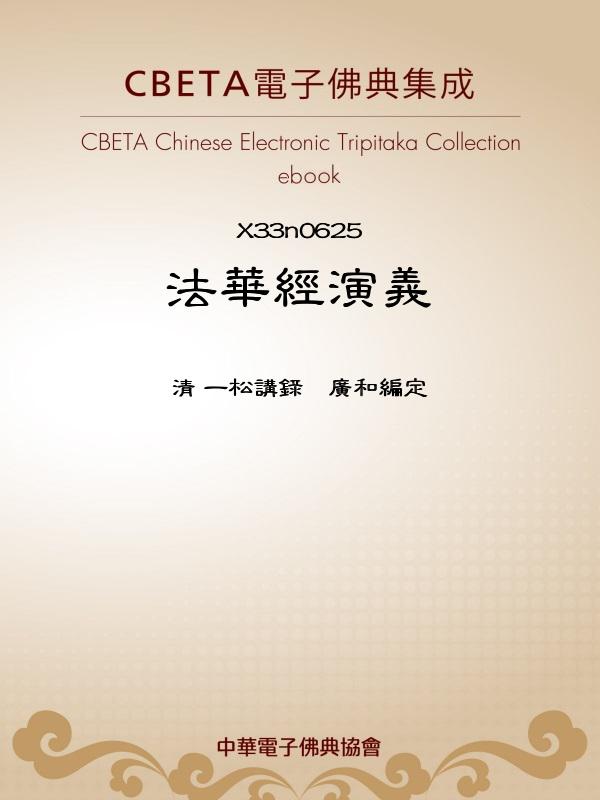 CBETA電子佛典集成
CBETA Chinese Electronic Tripitaka Collection
ebook
X33n0625
法華經演義
清 一松講錄 廣和編定
中華電子佛典協會